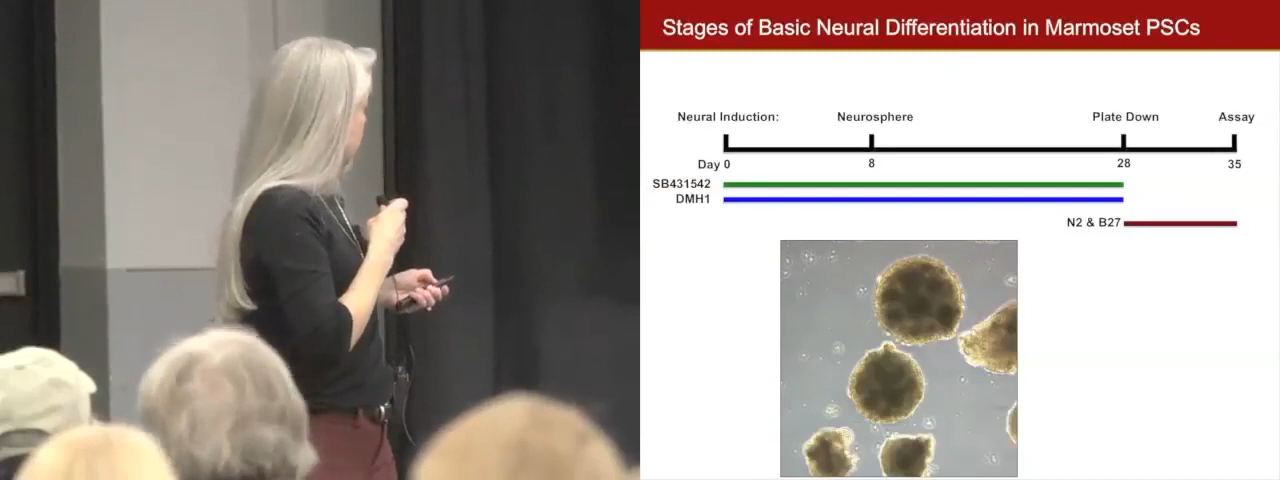 Stages of Basic Neural Differentiation in Marmoset PSCs
Neural Induction: Neurosphere Plate Down Assay
Day 0 8 28 35
SB431542
DMH1
N2 & B27